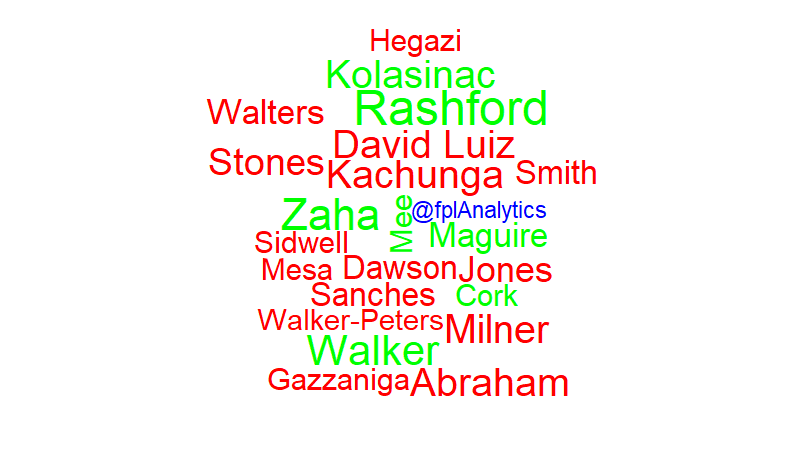 Hegazi
Kolasinac
Walters Rashford
David Luiz
Stones Kachunga Smith
Zaha Mee @fplAnalytics
Maguire
Sidwell
Mesa Dawson Jones
Sanches Cork
Walker-Peters Milner
Walker
Gazzaniga Abraham